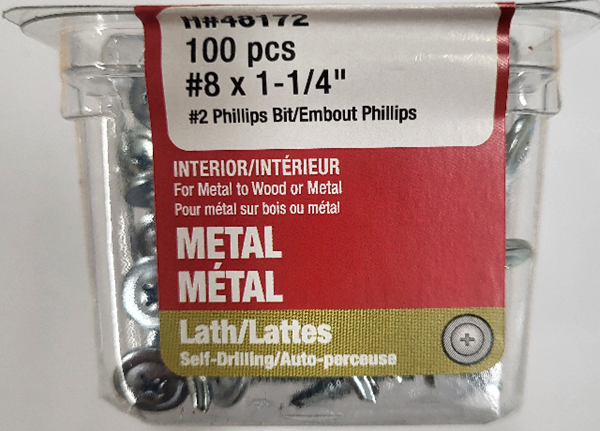 H#46172
100 pcs
#8 x 1-1/4"
#2 Phillips Bit/Embout Phillips
INTERIOR/INTÉRIEUR
For Metal to Wood or Metal
Pour métal sur bois ou métal
METAL
MÉTAL
Lath/Lattes
Self-Drilling/Auto-perceuse